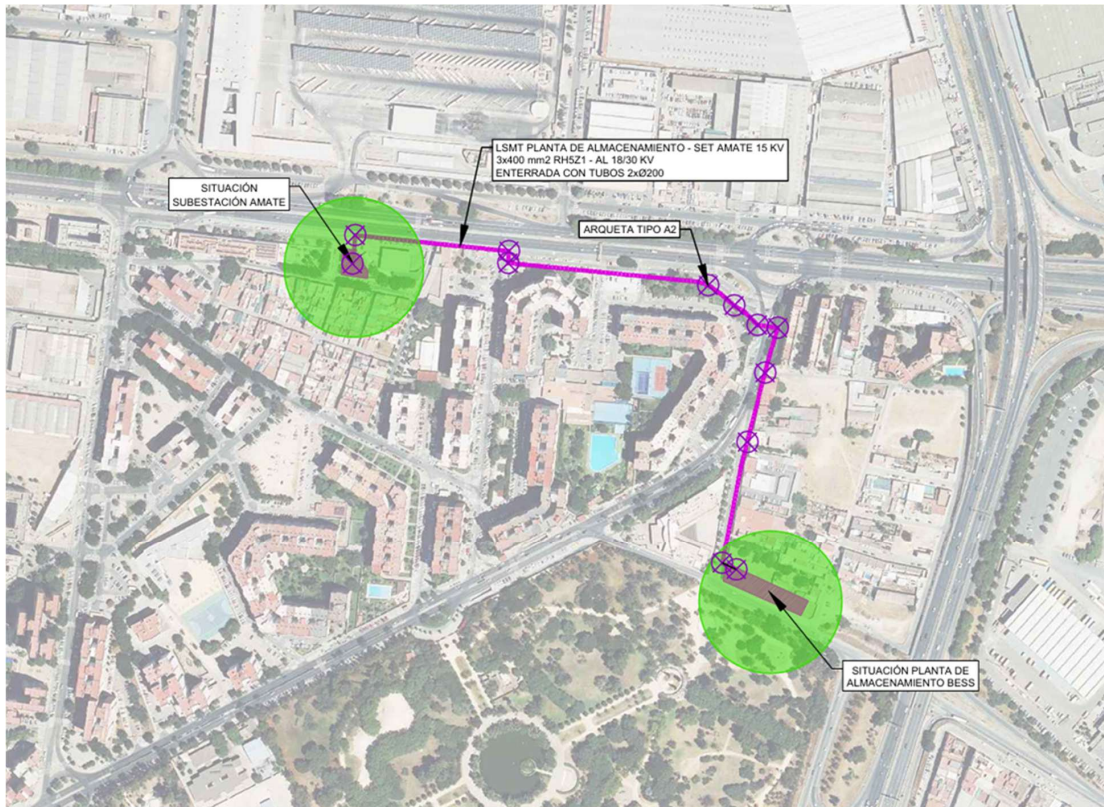 LSMT PLANTA DE ALMACENAMIENTO - SET AMATE 15 KV
3x400 mm2 RH5Z1 - AL 18/30 KV
ENTERRADA CON TUBOS 2xØ200
SITUACIÓN
SUBESTACIÓN AMATE
ARQUETA TIPO A2
SITUACIÓN PLANTA DE
ALMACENAMIENTO BESS